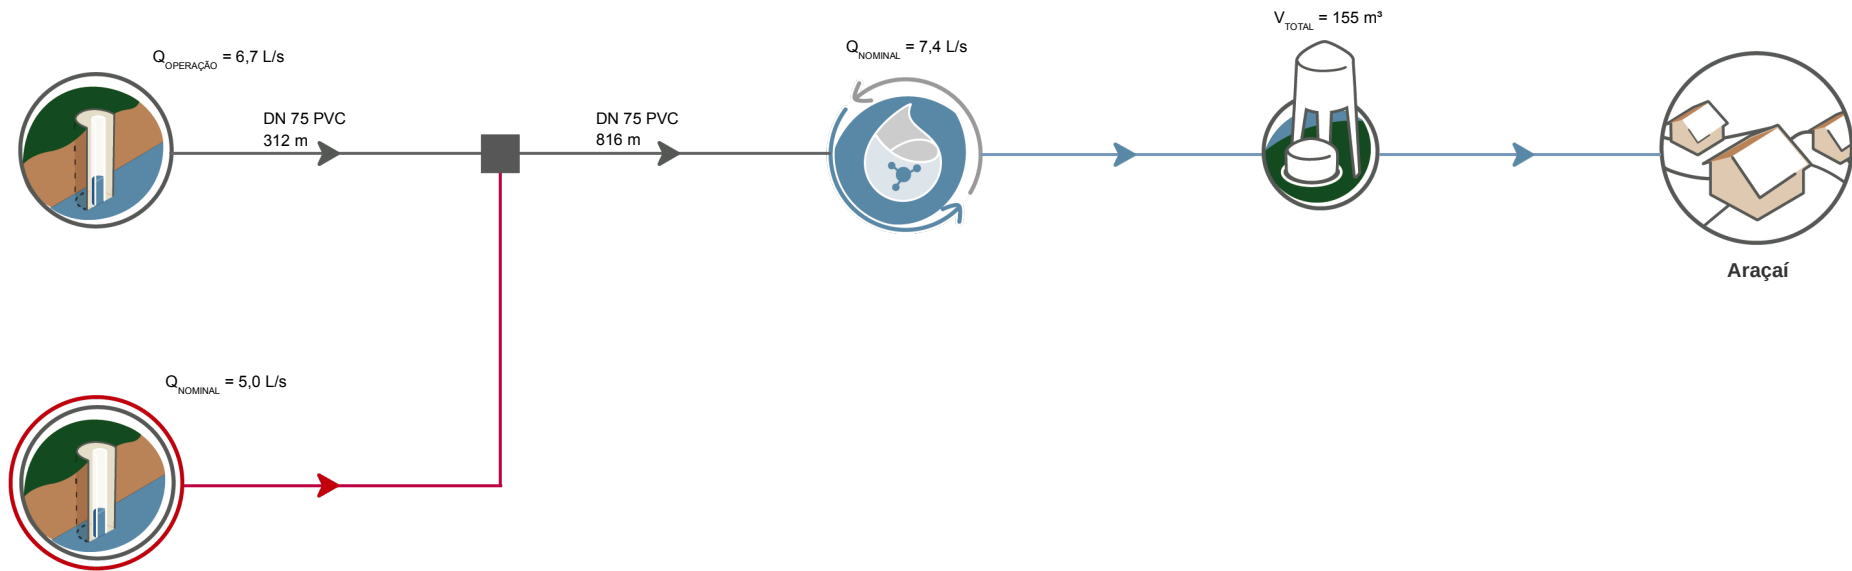 V_TOTAL = 155 m³
Q_OPERAÇÃO = 6,7 L/s
Q_NOMINAL = 7,4 L/s
DN 75 PVC
312 m
DN 75 PVC
816 m
Araçaí
Q_NOMINAL = 5,0 L/s